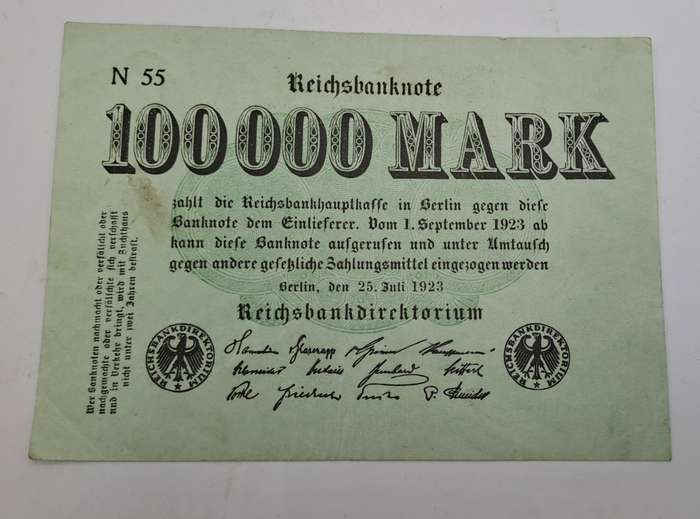 N 55
Reichsbanknote
100000 MARK
zahlt die Reichsbankhauptkasse in Berlin gegen diese
Banknote dem Einlieferer. Vom 1. September 1923 ab
kann diese Banknote aufgerufen und unter Umtausch
gegen andere gesetzliche Zahlungsmittel eingezogen werden
Berlin, den 25. Juli 1923
Reichsbankdirektorium
REICHSBANKDIREKTORIUM
REICHSBANKDIREKTORIUM
Wer Banknoten nachmacht oder verfälscht oder
nachgemachte oder verfälschte sich verschafft
und in Verkehr bringt, wird mit Zuchthaus
nicht unter zwei Jahren bestraft.